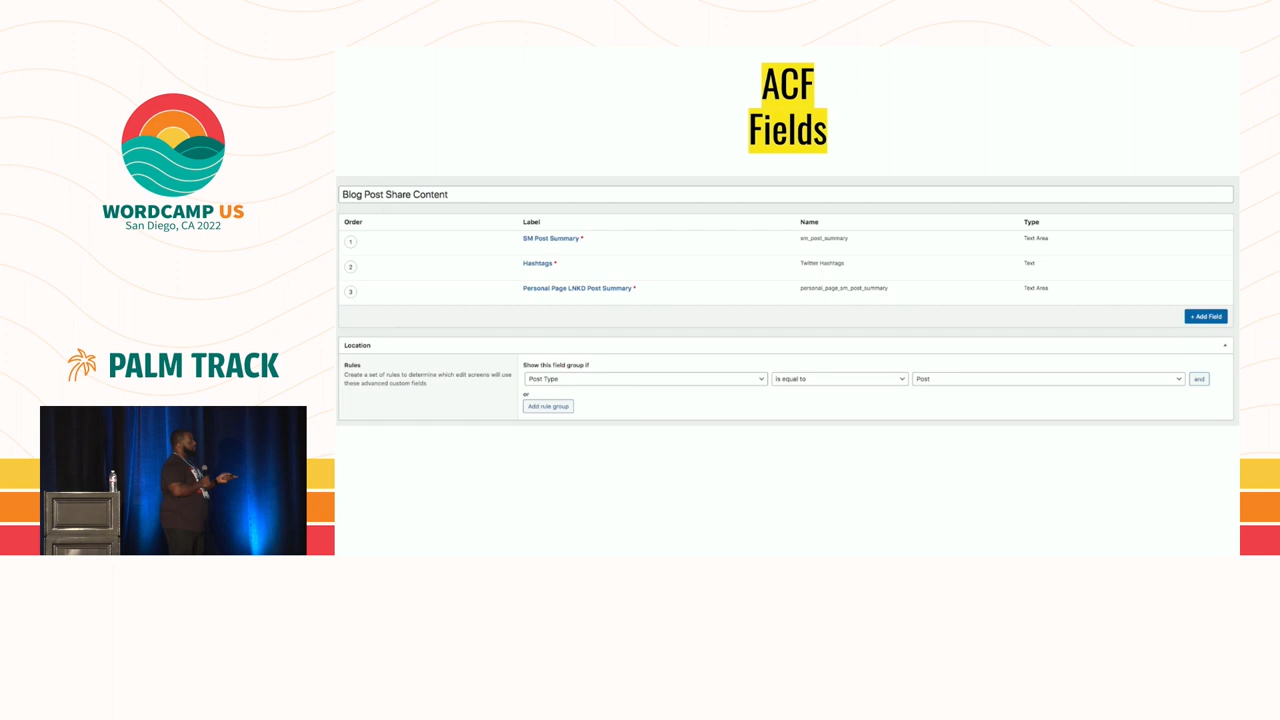 WORDCAMP US
San Diego, CA 2022
PALM TRACK
ACF
Fields
Blog Post Share Content
Order Label Name Type
1 SM Post Summary * sm_post_summary Text Area
2 Hashtags * Twitter Hashtags Text
3 Personal Page LNKD Post Summary * personal_page_sm_post_summary Text Area
+ Add Field
Location
Rules
Create a set of rules to determine which edit screens will use
these advanced custom fields
Show this field group if
Post Type is equal to Post and
or
Add rule group